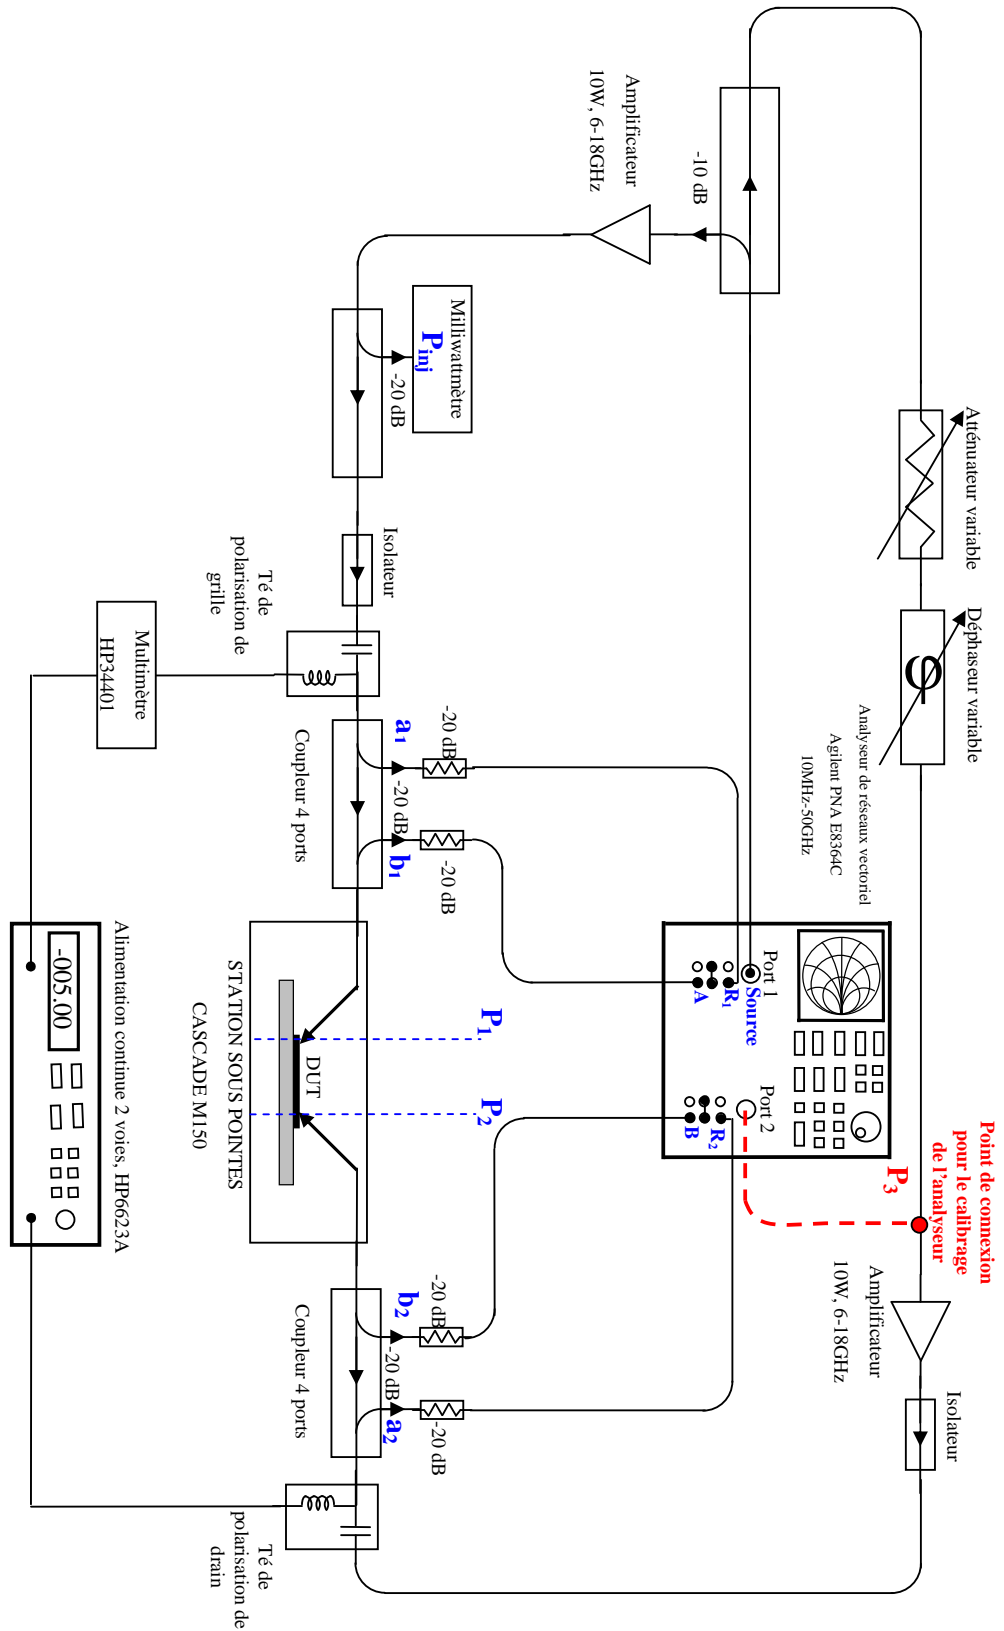 Atténuateur variable
Déphaseur variable
φ
Point de connexion
pour le calibrage
de l'analyseur
P3
Amplificateur
10W, 6-18GHz
Isolateur
-10 dB
Amplificateur
10W, 6-18GHz
Analyseur de réseaux vectoriel
Agilent PNA E8364C
10MHz-50GHz
Port 1
Source
R1
A
Port 2
R2
B
Milliwattmètre
Pinj
-20 dB
Isolateur
Té de
polarisation de
grille
a1
-20 dB
-20 dB
b1
-20 dB
Coupleur 4 ports
P1
P2
DUT
STATION SOUS POINTES
CASCADE M150
b2
-20 dB
-20 dB
a2
-20 dB
Coupleur 4 ports
Té de
polarisation de
drain
Multimètre
HP34401
-005.00
Alimentation continue 2 voies, HP6623A